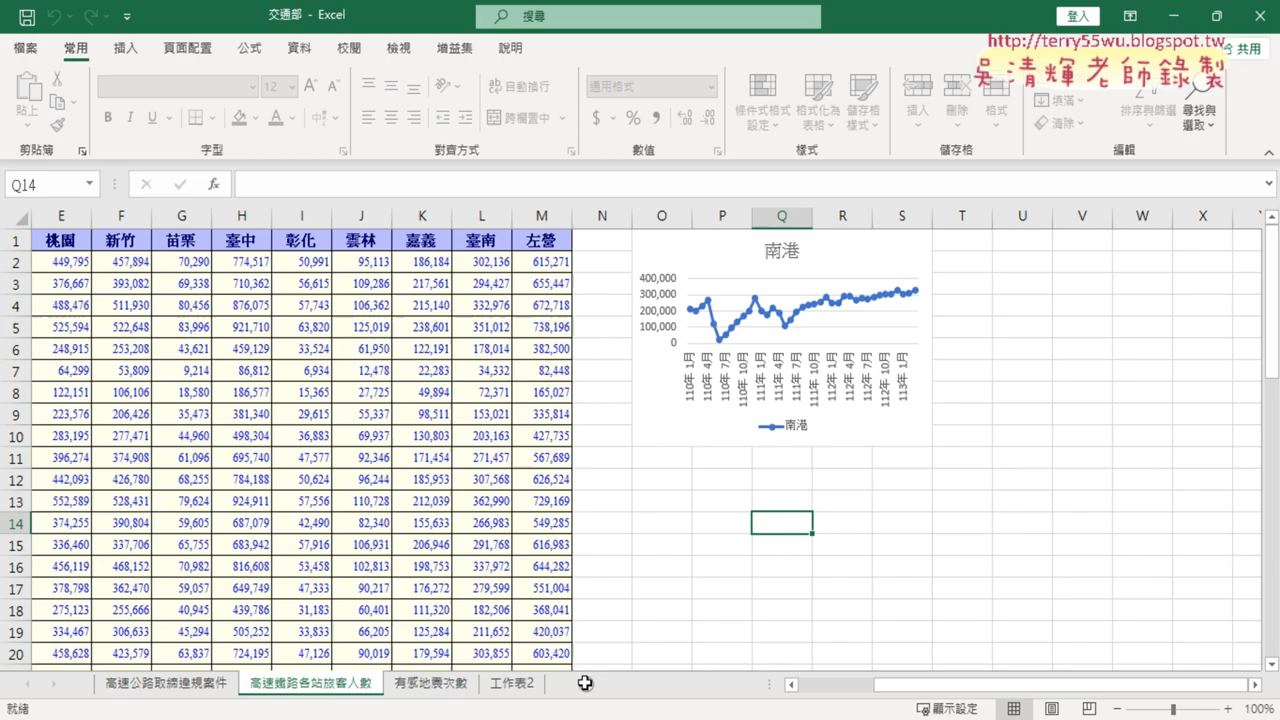 交通部 - Excel
搜尋
登入
檔案 常用 插入 頁面配置 公式 資料 校閱 檢視 增益集 說明
共用
http://terry55wu.blogspot.tw
吳清輝老師錄製
貼上
剪貼簿
12
B I U A
字型
自動換行
跨欄置中
對齊方式
通用格式
$ % ,
數值
條件式格式設定
格式化為表格
儲存格樣式
樣式
插入 刪除 格式
儲存格
填滿
清除
排序與篩選
尋找與選取
編輯
Q14
fx
E F G H I J K L M N O P Q R S T U V W X
1 桃園 新竹 苗栗 臺中 彰化 雲林 嘉義 臺南 左營
2 449,795 457,894 70,290 774,517 50,991 95,113 186,184 302,136 615,271
3 376,667 393,082 69,338 710,362 56,615 109,286 217,561 294,427 655,447
4 488,476 511,930 80,456 876,075 57,743 106,362 215,140 332,976 672,718
5 525,594 522,648 83,996 921,710 63,820 125,019 238,601 351,012 738,196
6 248,915 253,208 43,621 459,129 33,524 61,950 122,191 178,014 382,500
7 64,299 53,809 9,214 86,812 6,934 12,478 22,283 34,332 82,448
8 122,151 106,106 18,580 186,577 15,365 27,725 49,894 72,371 165,027
9 223,576 206,426 35,473 381,340 29,615 55,337 98,511 153,021 335,814
10 283,195 277,471 44,960 498,304 36,883 69,937 130,803 203,163 427,735
11 396,274 374,908 61,096 695,740 47,577 92,346 171,454 271,457 567,689
12 442,093 426,780 68,255 784,188 50,624 96,244 185,953 307,568 626,524
13 552,589 528,431 79,624 924,911 57,556 110,728 212,039 362,990 729,169
14 374,255 390,804 59,605 687,079 42,490 82,340 155,633 266,983 549,285
15 336,460 337,706 65,755 683,942 57,916 106,931 206,946 291,768 616,983
16 456,119 468,152 70,982 816,608 53,458 102,813 198,753 337,972 644,282
17 378,798 362,470 59,057 649,749 47,333 90,217 176,272 279,599 551,004
18 275,123 255,666 40,945 439,786 31,183 60,401 111,320 182,506 368,041
19 334,467 306,633 45,294 505,252 33,833 66,205 125,284 211,652 420,037
20 458,628 423,579 63,837 724,195 47,126 90,019 179,594 303,855 603,420
南港
400,000
300,000
200,000
100,000
0
110年 1月
110年 4月
110年 7月
110年 10月
111年 1月
111年 4月
111年 7月
111年 10月
112年 1月
112年 4月
112年 7月
112年 10月
113年 1月
南港
高速公路取締違規案件 高速鐵路各站旅客人數 有感地震次數 工作表2
就緒
顯示設定
100%